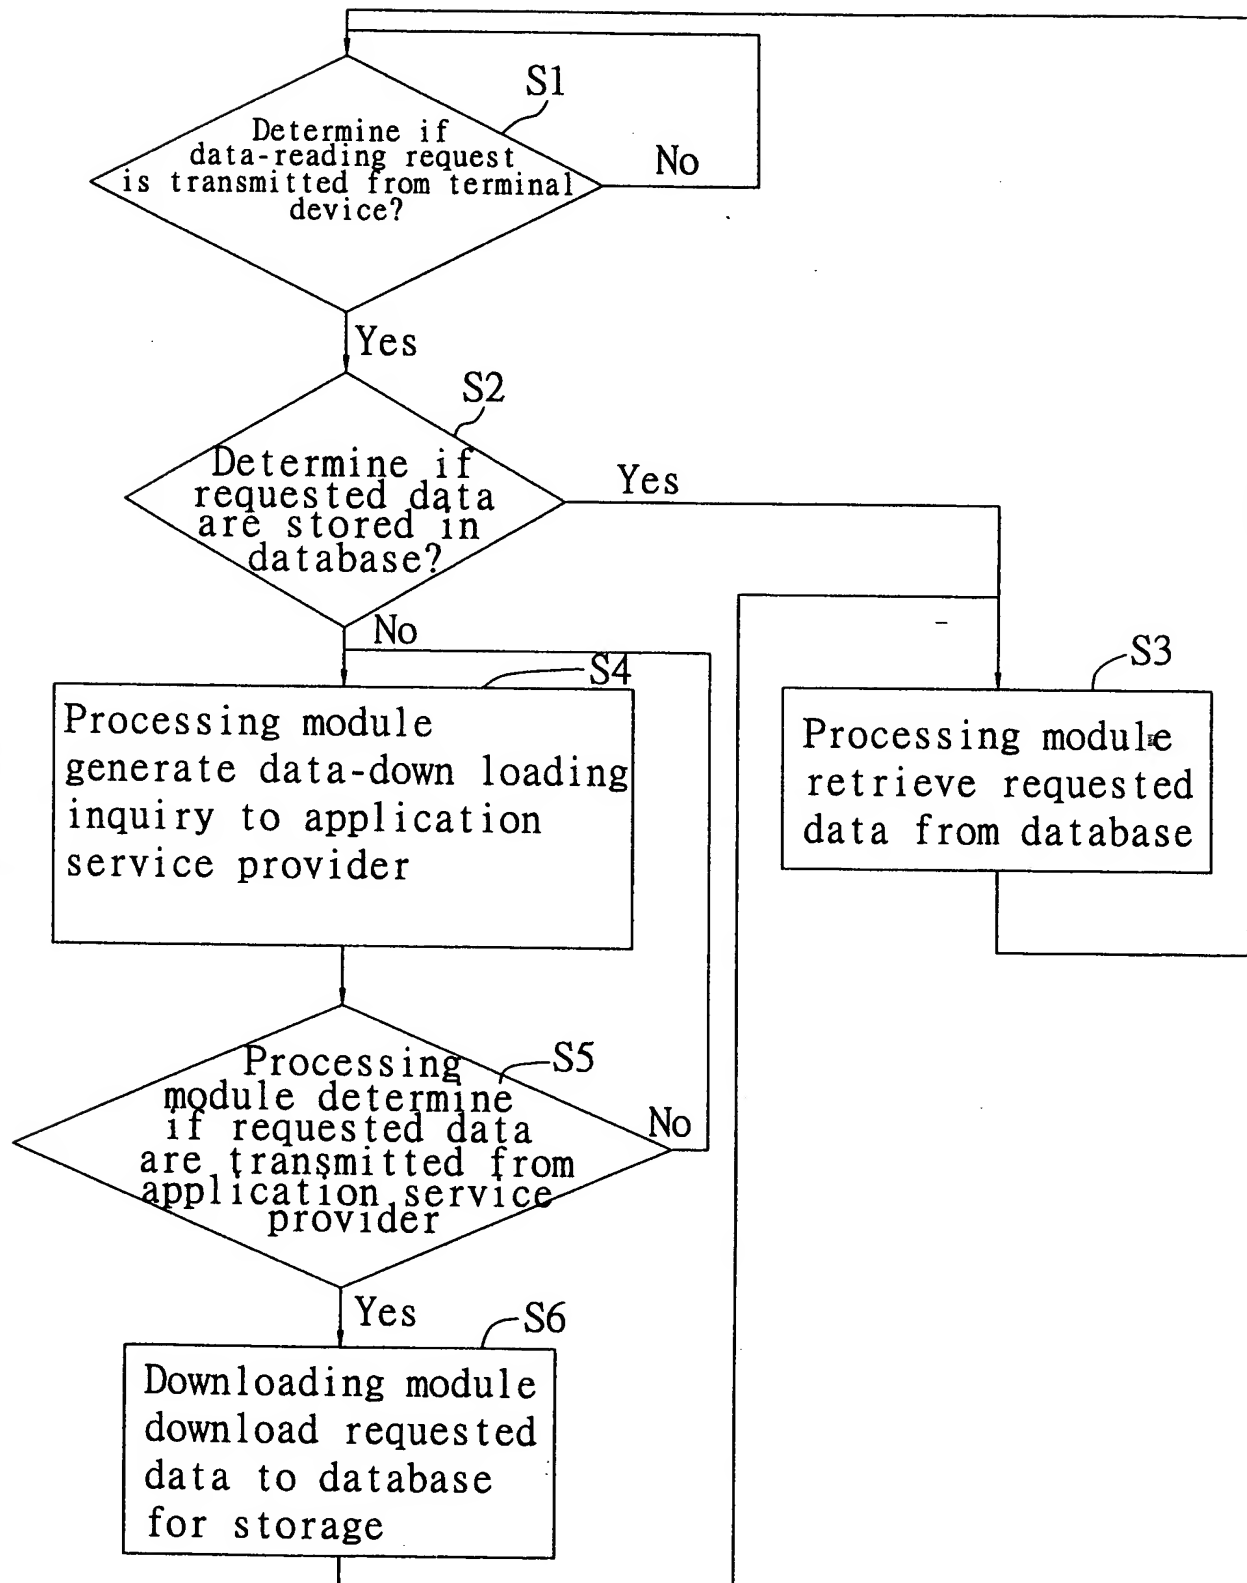 S1
Determine if
data-reading request
is transmitted from terminal
device?
No
Yes
S2
Determine if
requested data
are stored in
database?
Yes
No
S4
Processing module
generate data-down loading
inquiry to application
service provider
S3
Processing module
retrieve requested
data from database
S5
Processing
module determine
if requested data
are transmitted from
application service
provider
No
Yes
S6
Downloading module
download requested
data to database
for storage